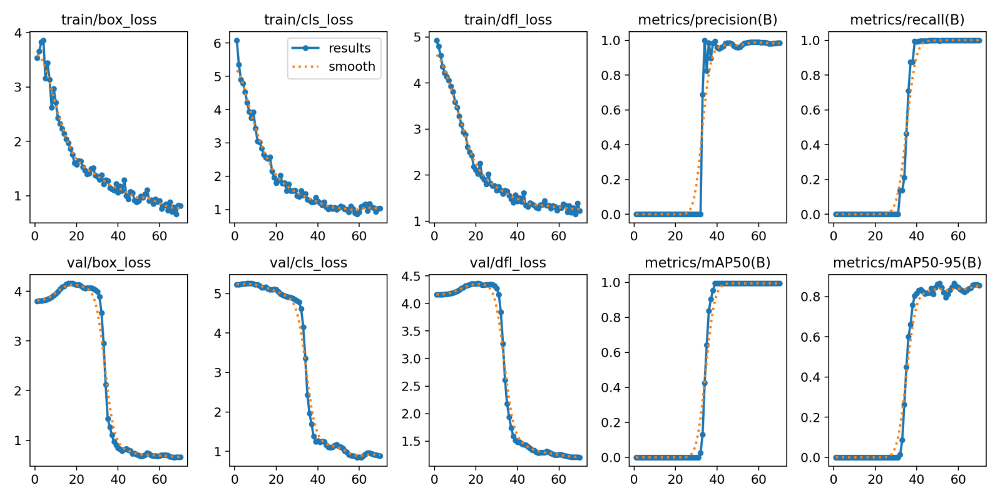 train/box_loss
4
3
2
1
0 20 40 60
train/cls_loss
results
smooth
6
5
4
3
2
1
0 20 40 60
train/dfl_loss
5
4
3
2
1
0 20 40 60
metrics/precision(B)
1.0
0.8
0.6
0.4
0.2
0.0
0 20 40 60
metrics/recall(B)
1.0
0.8
0.6
0.4
0.2
0.0
0 20 40 60
val/box_loss
4
3
2
1
0 20 40 60
val/cls_loss
5
4
3
2
1
0 20 40 60
val/dfl_loss
4.5
4.0
3.5
3.0
2.5
2.0
1.5
0 20 40 60
metrics/mAP50(B)
1.0
0.8
0.6
0.4
0.2
0.0
0 20 40 60
metrics/mAP50-95(B)
0.8
0.6
0.4
0.2
0.0
0 20 40 60